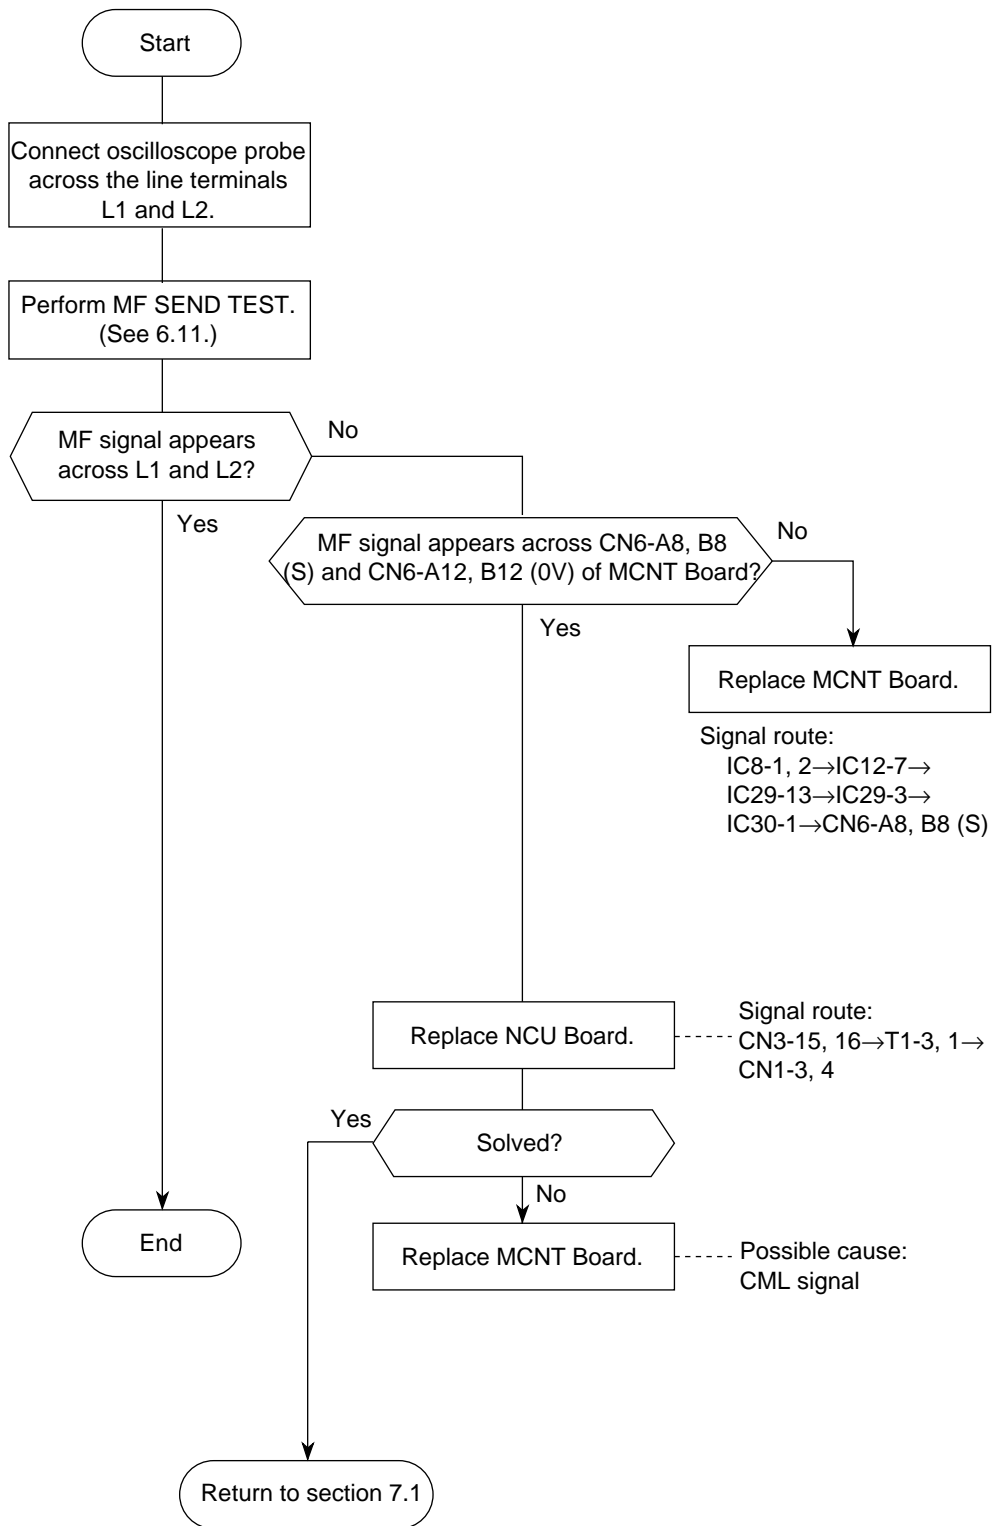 Start
Connect oscilloscope probe
across the line terminals
L1 and L2.
Perform MF SEND TEST.
(See 6.11.)
MF signal appears
across L1 and L2?
No
Yes
MF signal appears across CN6-A8, B8
(S) and CN6-A12, B12 (0V) of MCNT Board?
No
Yes
Replace MCNT Board.
Signal route:
IC8-1, 2→IC12-7→
IC29-13→IC29-3→
IC30-1→CN6-A8, B8 (S)
Replace NCU Board.
Signal route:
CN3-15, 16→T1-3, 1→
CN1-3, 4
Yes
Solved?
No
End
Replace MCNT Board.
Possible cause:
CML signal
Return to section 7.1